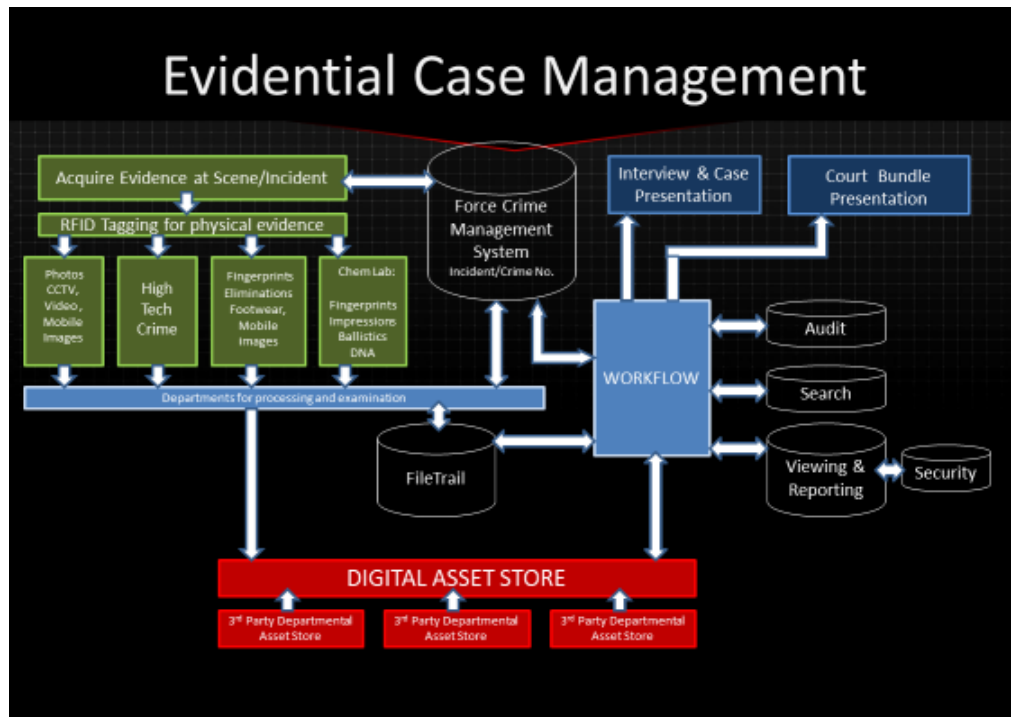 Evidential Case Management
Acquire Evidence at Scene/Incident
RFID Tagging for physical evidence
Photos
CCTV,
Video,
Mobile
Images
High
Tech
Crime
Fingerprints
Eliminations
Footwear,
Mobile
images
Chem Lab:
Fingerprints
Impressions
Ballistics
DNA
Departments for processing and examination
Force Crime
Management
System
Incident/Crime No.
FileTrail
Interview & Case
Presentation
Court Bundle
Presentation
WORKFLOW
Audit
Search
Viewing &
Reporting
Security
DIGITAL ASSET STORE
3rd Party Departmental
Asset Store
3rd Party Departmental
Asset Store
3rd Party Departmental
Asset Store